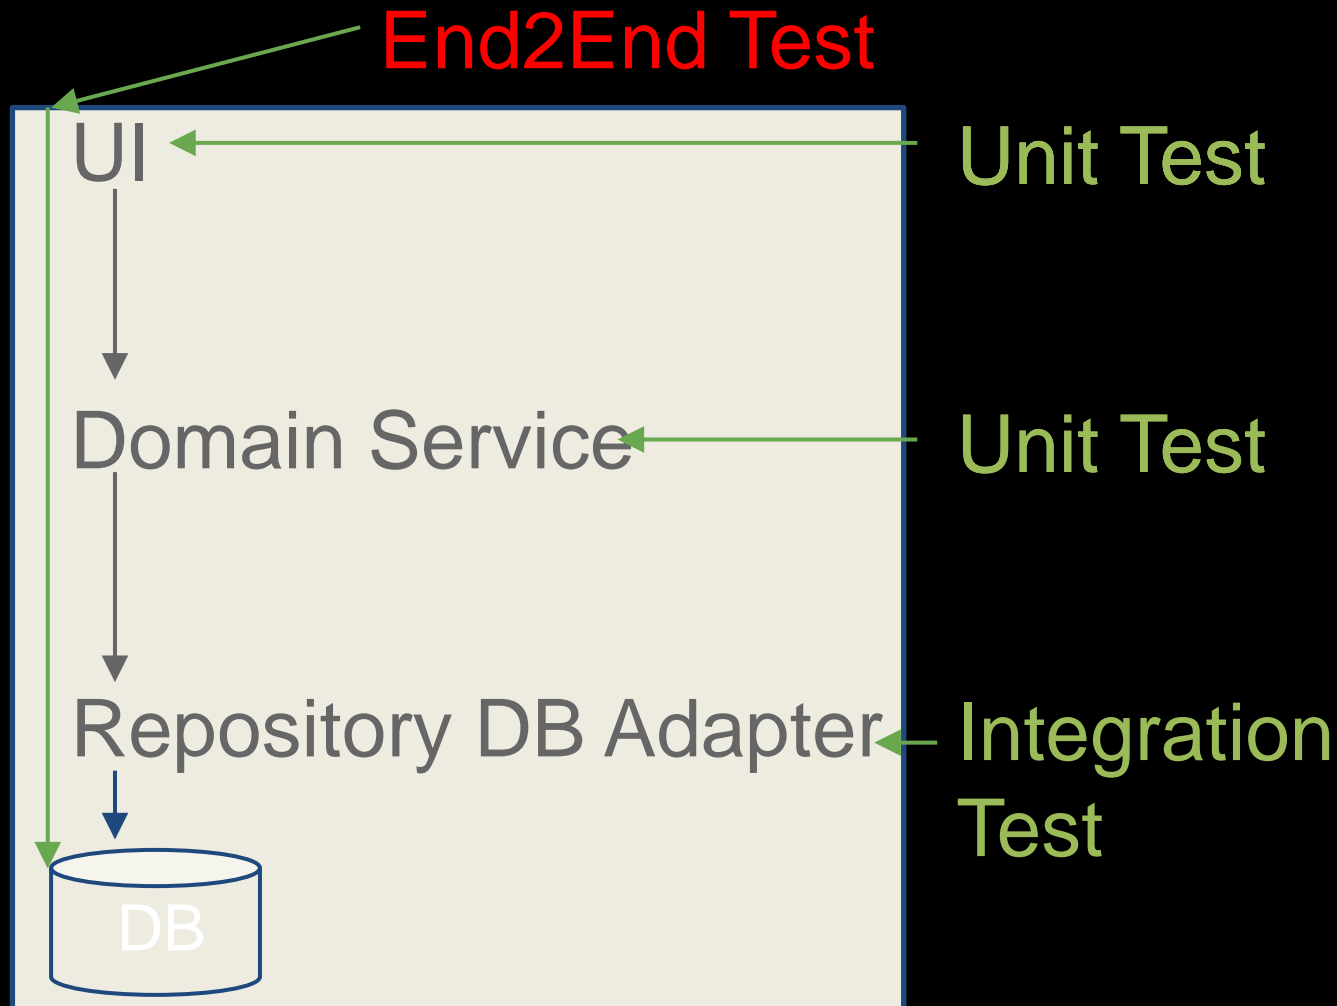 End2End Test
UI
Unit Test
Domain Service
Unit Test
Repository DB Adapter
Integration
Test
DB